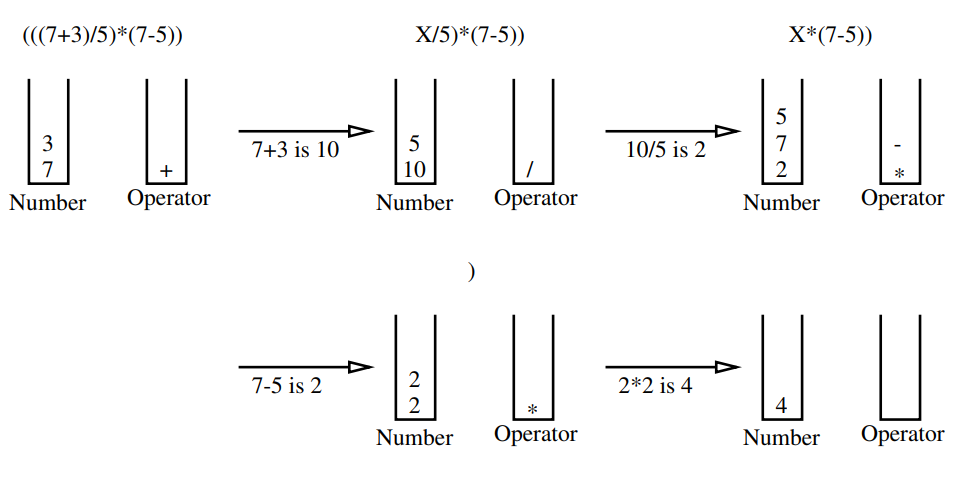 (((7+3)/5)*(7-5)) X/5)*(7-5)) X*(7-5))
5
3 5 7 -
7+3 is 10 10/5 is 2
7 + 10 / 2 *
Number Operator Number Operator Number Operator
)
2
7-5 is 2 2*2 is 4
2 * 4
Number Operator Number Operator